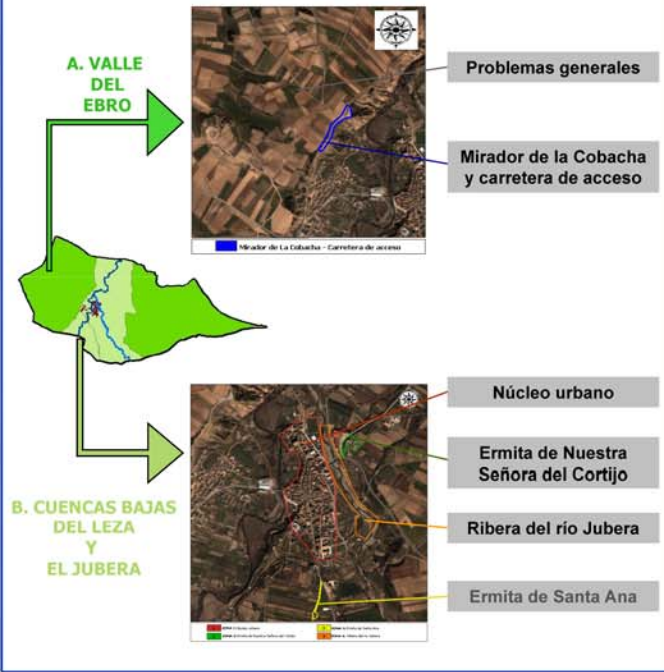 A. VALLE
DEL
EBRO
Problemas generales
Mirador de la Cobacha
y carretera de acceso
Mirador de La Cobacha - Carretera de acceso
Núcleo urbano
Ermita de Nuestra
Señora del Cortijo
Ribera del río Jubera
Ermita de Santa Ana
B. CUENCAS BAJAS
DEL LEZA
Y
EL JUBERA